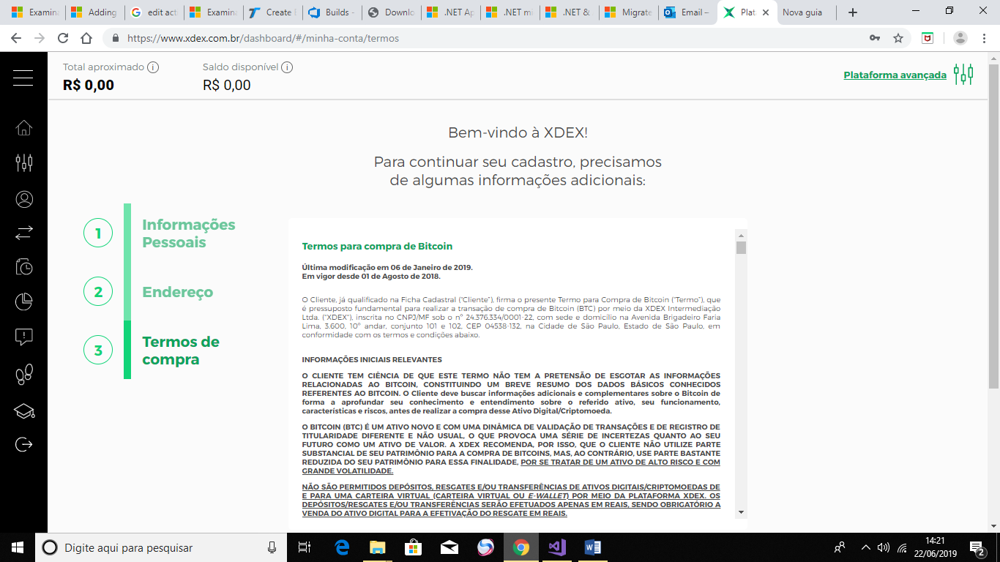 Examina
Adding
edit act
Examina
Create
Builds -
Downlo
.NET Ap
.NET mi
.NET &
Migrate
Email –
Plat
Nova guia
https://www.xdex.com.br/dashboard/#/minha-conta/termos
Total aproximado
Saldo disponível
R$ 0,00
R$ 0,00
Plataforma avançada
Bem-vindo à XDEX!
Para continuar seu cadastro, precisamos
de algumas informações adicionais:
1
Informações
Pessoais
2
Endereço
3
Termos de
compra
Termos para compra de Bitcoin
Última modificação em 06 de Janeiro de 2019.
Em vigor desde 01 de Agosto de 2018.
O Cliente, já qualificado na Ficha Cadastral (“Cliente”), firma o presente Termo para Compra de Bitcoin (“Termo”), que
é pressuposto fundamental para realizar a transação de compra de Bitcoin (BTC) por meio da XDEX Intermediação
Ltda. (“XDEX”), inscrita no CNPJ/MF sob o nº 24.376.334/0001-22, com sede e domicílio na Avenida Brigadeiro Faria
Lima, 3.600, 10º andar, conjunto 101 e 102, CEP 04538-132, na Cidade de São Paulo, Estado de São Paulo, em
conformidade com os termos e condições abaixo.
INFORMAÇÕES INICIAIS RELEVANTES
O CLIENTE TEM CIÊNCIA DE QUE ESTE TERMO NÃO TEM A PRETENSÃO DE ESGOTAR AS INFORMAÇÕES
RELACIONADAS AO BITCOIN, CONSTITUINDO UM BREVE RESUMO DOS DADOS BÁSICOS CONHECIDOS
REFERENTES AO BITCOIN. O Cliente deve buscar informações adicionais e complementares sobre o Bitcoin de
forma a aprofundar seu conhecimento e entendimento sobre o referido ativo, seu funcionamento,
características e riscos, antes de realizar a compra desse Ativo Digital/Criptomoeda.
O BITCOIN (BTC) É UM ATIVO NOVO E COM UMA DINÂMICA DE VALIDAÇÃO DE TRANSAÇÕES E DE REGISTRO DE
TITULARIDADE DIFERENTE E NÃO USUAL, O QUE PROVOCA UMA SÉRIE DE INCERTEZAS QUANTO AO SEU
FUTURO COMO UM ATIVO DE VALOR. A XDEX RECOMENDA, POR ISSO, QUE O CLIENTE NÃO UTILIZE PARTE
SUBSTANCIAL DE SEU PATRIMÔNIO PARA A COMPRA DE BITCOINS, MAS, AO CONTRÁRIO, USE PARTE BASTANTE
REDUZIDA DO SEU PATRIMÔNIO PARA ESSA FINALIDADE, POR SE TRATAR DE UM ATIVO DE ALTO RISCO E COM
GRANDE VOLATILIDADE.
NÃO SÃO PERMITIDOS DEPÓSITOS, RESGATES E/OU TRANSFERÊNCIAS DE ATIVOS DIGITAIS/CRIPTOMOEDAS DE
E PARA UMA CARTEIRA VIRTUAL (CARTEIRA VIRTUAL OU E-WALLET) POR MEIO DA PLATAFORMA XDEX. OS
DEPÓSITOS/RESGATES E/OU TRANSFERÊNCIAS SERÃO EFETUADOS APENAS EM REAIS, SENDO OBRIGATÓRIO A
VENDA DO ATIVO DIGITAL PARA A EFETIVAÇÃO DO RESGATE EM REAIS.
Digite aqui para pesquisar
14:21
22/06/2019
2